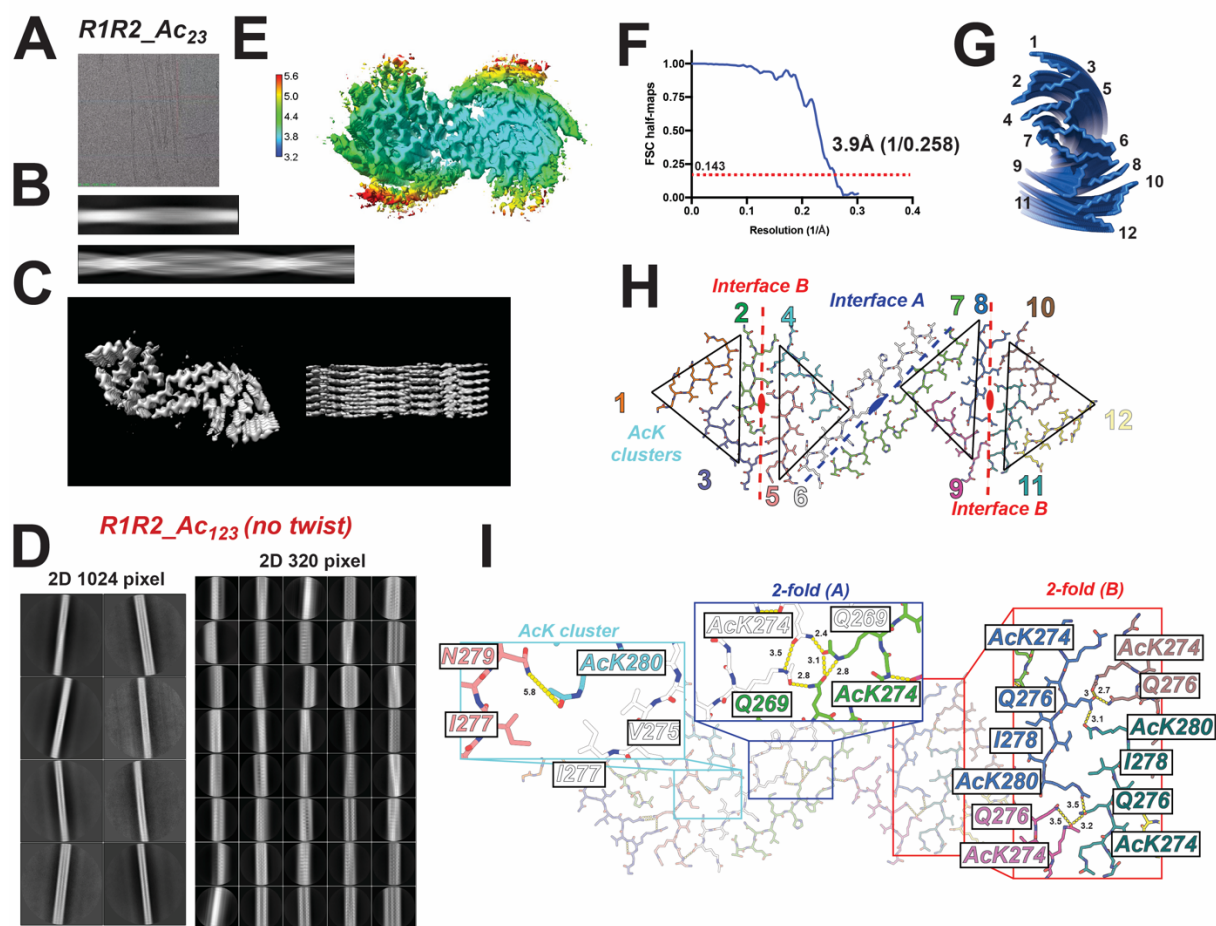 A
R1R2_Ac23
B
C
R1R2_Ac123 (no twist)
D
2D 1024 pixel
2D 320 pixel
E
5.6
5.0
4.4
3.8
3.2
F
FSC half-maps
1.00
0.75
0.50
0.25
0.00
0.143
3.9Å (1/0.258)
0.0
0.1
0.2
0.3
0.4
Resolution (1/Å)
G
1
2
3
4
5
6
7
8
9
10
11
12
H
Interface B
Interface A
2
4
7
8
10
1
12
AcK
clusters
3
5
6
9
11
Interface B
I
AcK cluster
N279
AcK280
5.8
I277
V275
I277
2-fold (A)
AcK274
Q269
2.4
3.5
3.1
2.8
2.8
Q269
AcK274
2-fold (B)
AcK274
AcK274
Q276
Q276
3
2.7
3.1
AcK280
I278
I278
AcK280
Q276
3.5
Q276
3.5
3.2
AcK274
AcK274